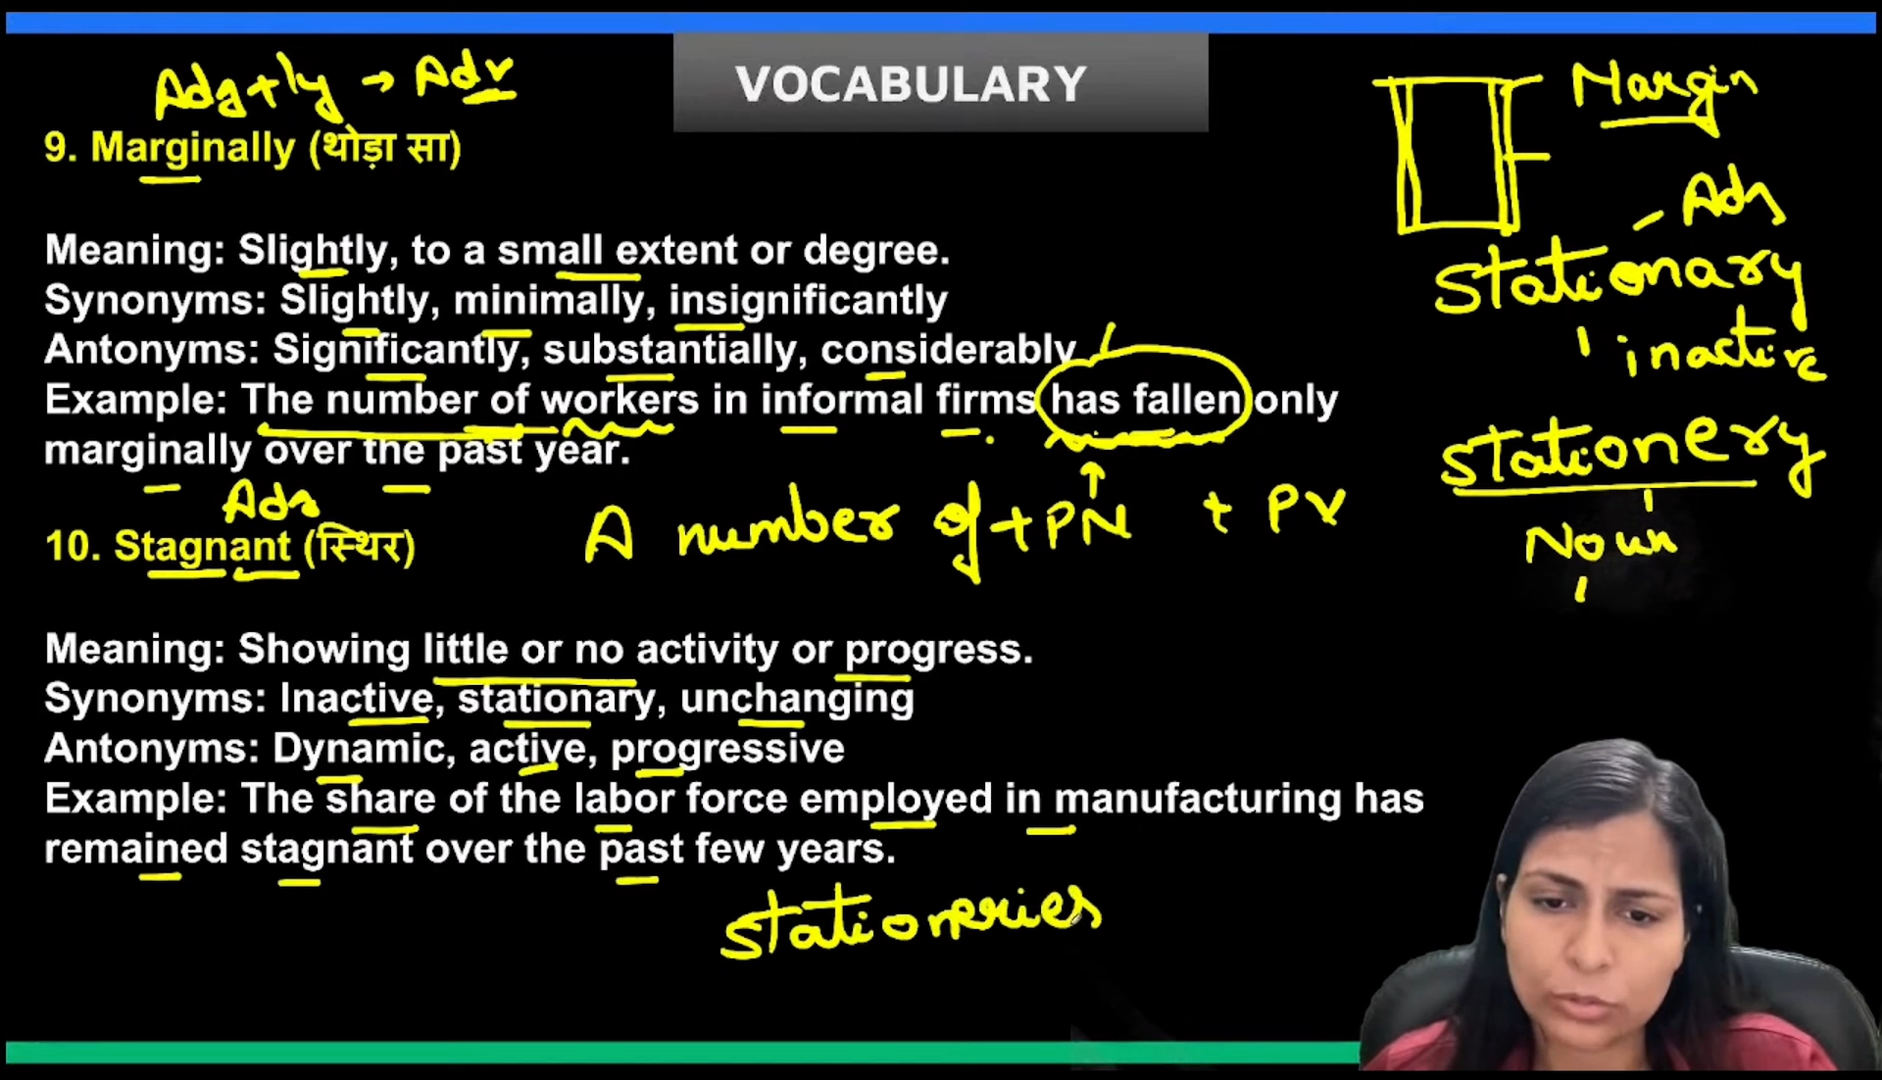 VOCABULARY
Adj+ly → Adv
Margin
9. Marginally (थोड़ा सा)
Meaning: Slightly, to a small extent or degree.
Synonyms: Slightly, minimally, insignificantly
Antonyms: Significantly, substantially, considerably
Example: The number of workers in informal firms has fallen only
marginally over the past year.
- Adj
Stationary
inactive
Stationery
Noun
A number of + PN + PV
Adj
10. Stagnant (स्थिर)
Meaning: Showing little or no activity or progress.
Synonyms: Inactive, stationary, unchanging
Antonyms: Dynamic, active, progressive
Example: The share of the labor force employed in manufacturing has
remained stagnant over the past few years.
Stationeries